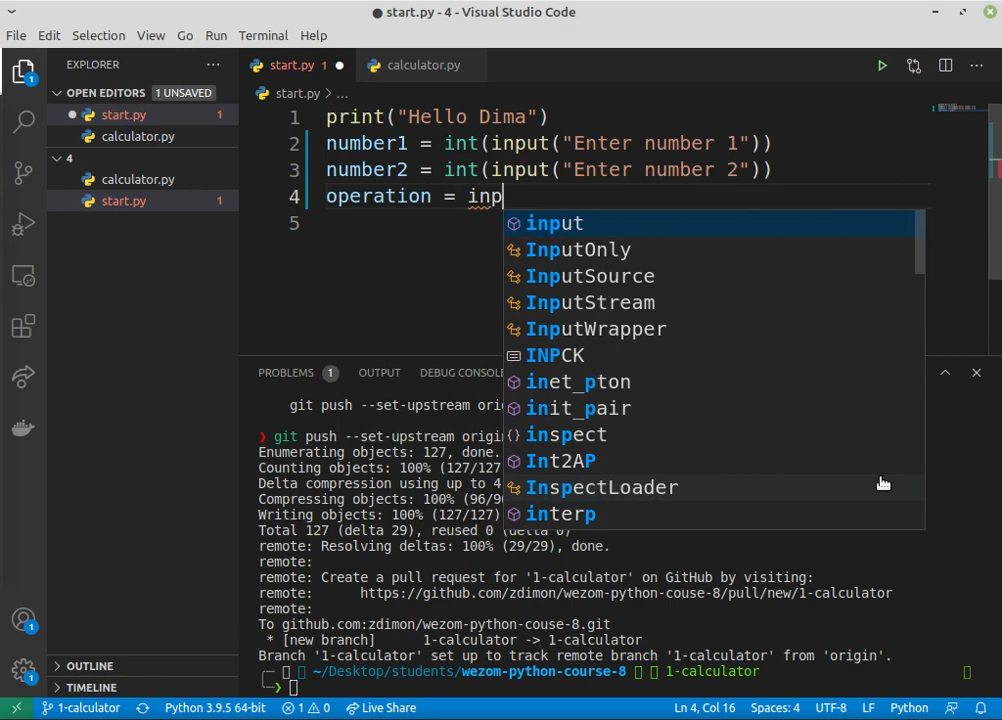 start.py - 4 - Visual Studio Code
File Edit Selection View Go Run Terminal Help
EXPLORER
OPEN EDITORS 1 UNSAVED
start.py 1
calculator.py
4
calculator.py
start.py 1
OUTLINE
TIMELINE
start.py 1
calculator.py
start.py > ...
1 print("Hello Dima")
2 number1 = int(input("Enter number 1"))
3 number2 = int(input("Enter number 2"))
4 operation = inp
5
input
InputOnly
InputSource
InputStream
InputWrapper
INPCK
inet_pton
init_pair
inspect
Int2AP
InspectLoader
interp
PROBLEMS 1 OUTPUT DEBUG CONSOLE
git push --set-upstream ori
❯ git push --set-upstream origi
Enumerating objects: 127, done.
Counting objects: 100% (127/127
Delta compression using up to 4
Compressing objects: 100% (96/9
Writing objects: 100% (127/127)
Total 127 (delta 29), reused 0 (delta 0)
remote: Resolving deltas: 100% (29/29), done.
remote:
remote: Create a pull request for '1-calculator' on GitHub by visiting:
remote: https://github.com/zdimon/wezom-python-couse-8/pull/new/1-calculator
remote:
To github.com:zdimon/wezom-python-couse-8.git
* [new branch] 1-calculator -> 1-calculator
Branch '1-calculator' set up to track remote branch '1-calculator' from 'origin'.
~/Desktop/students/wezom-python-course-8 1-calculator
1-calculator Python 3.9.5 64-bit 1 0 Live Share Ln 4, Col 16 Spaces: 4 UTF-8 LF Python